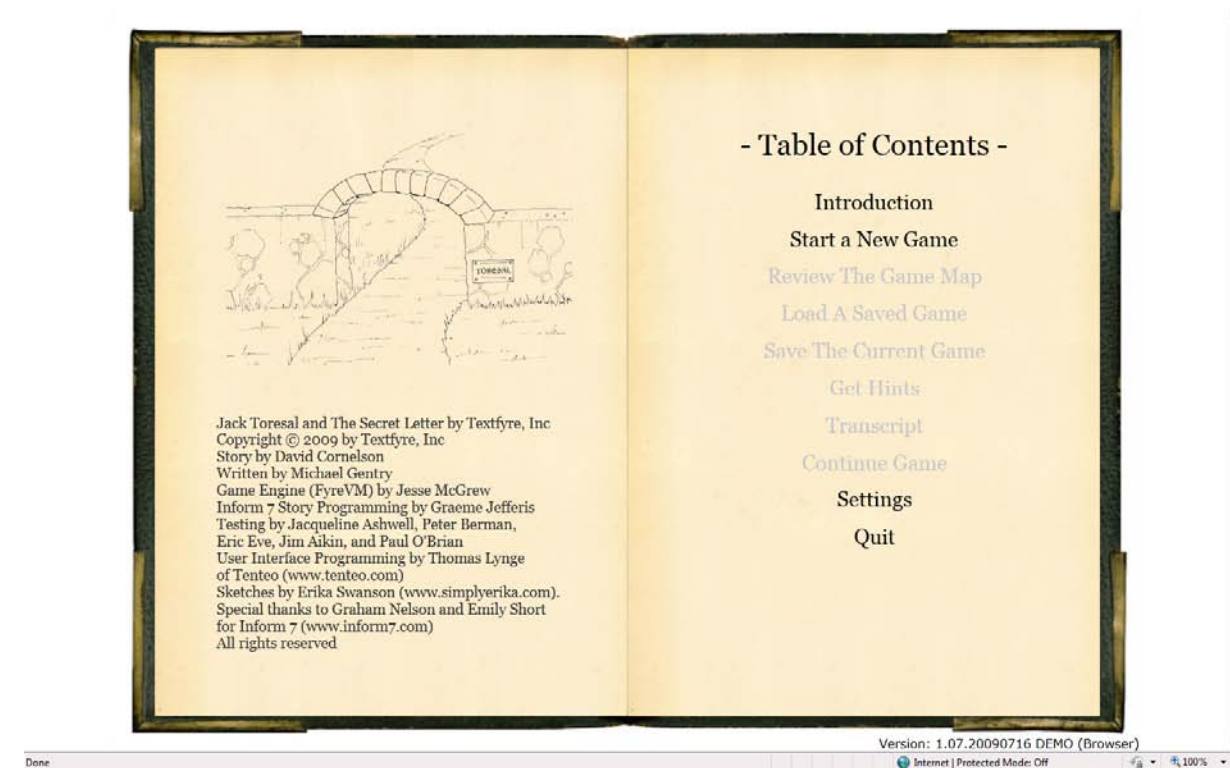 TORESAL
Jack Toresal and The Secret Letter by Textfyre, Inc
Copyright © 2009 by Textfyre, Inc
Story by David Cornelson
Written by Michael Gentry
Game Engine (FyreVM) by Jesse McGrew
Inform 7 Story Programming by Graeme Jefferis
Testing by Jacqueline Ashwell, Peter Berman,
Eric Eve, Jim Aikin, and Paul O'Brian
User Interface Programming by Thomas Lynge
of Tenteo (www.tenteo.com)
Sketches by Erika Swanson (www.simplyerika.com).
Special thanks to Graham Nelson and Emily Short
for Inform 7 (www.inform7.com)
All rights reserved
- Table of Contents -
Introduction
Start a New Game
Review The Game Map
Load A Saved Game
Save The Current Game
Get Hints
Transcript
Continue Game
Settings
Quit
Version: 1.07.20090716 DEMO (Browser)
Done
Internet | Protected Mode: Off
100%